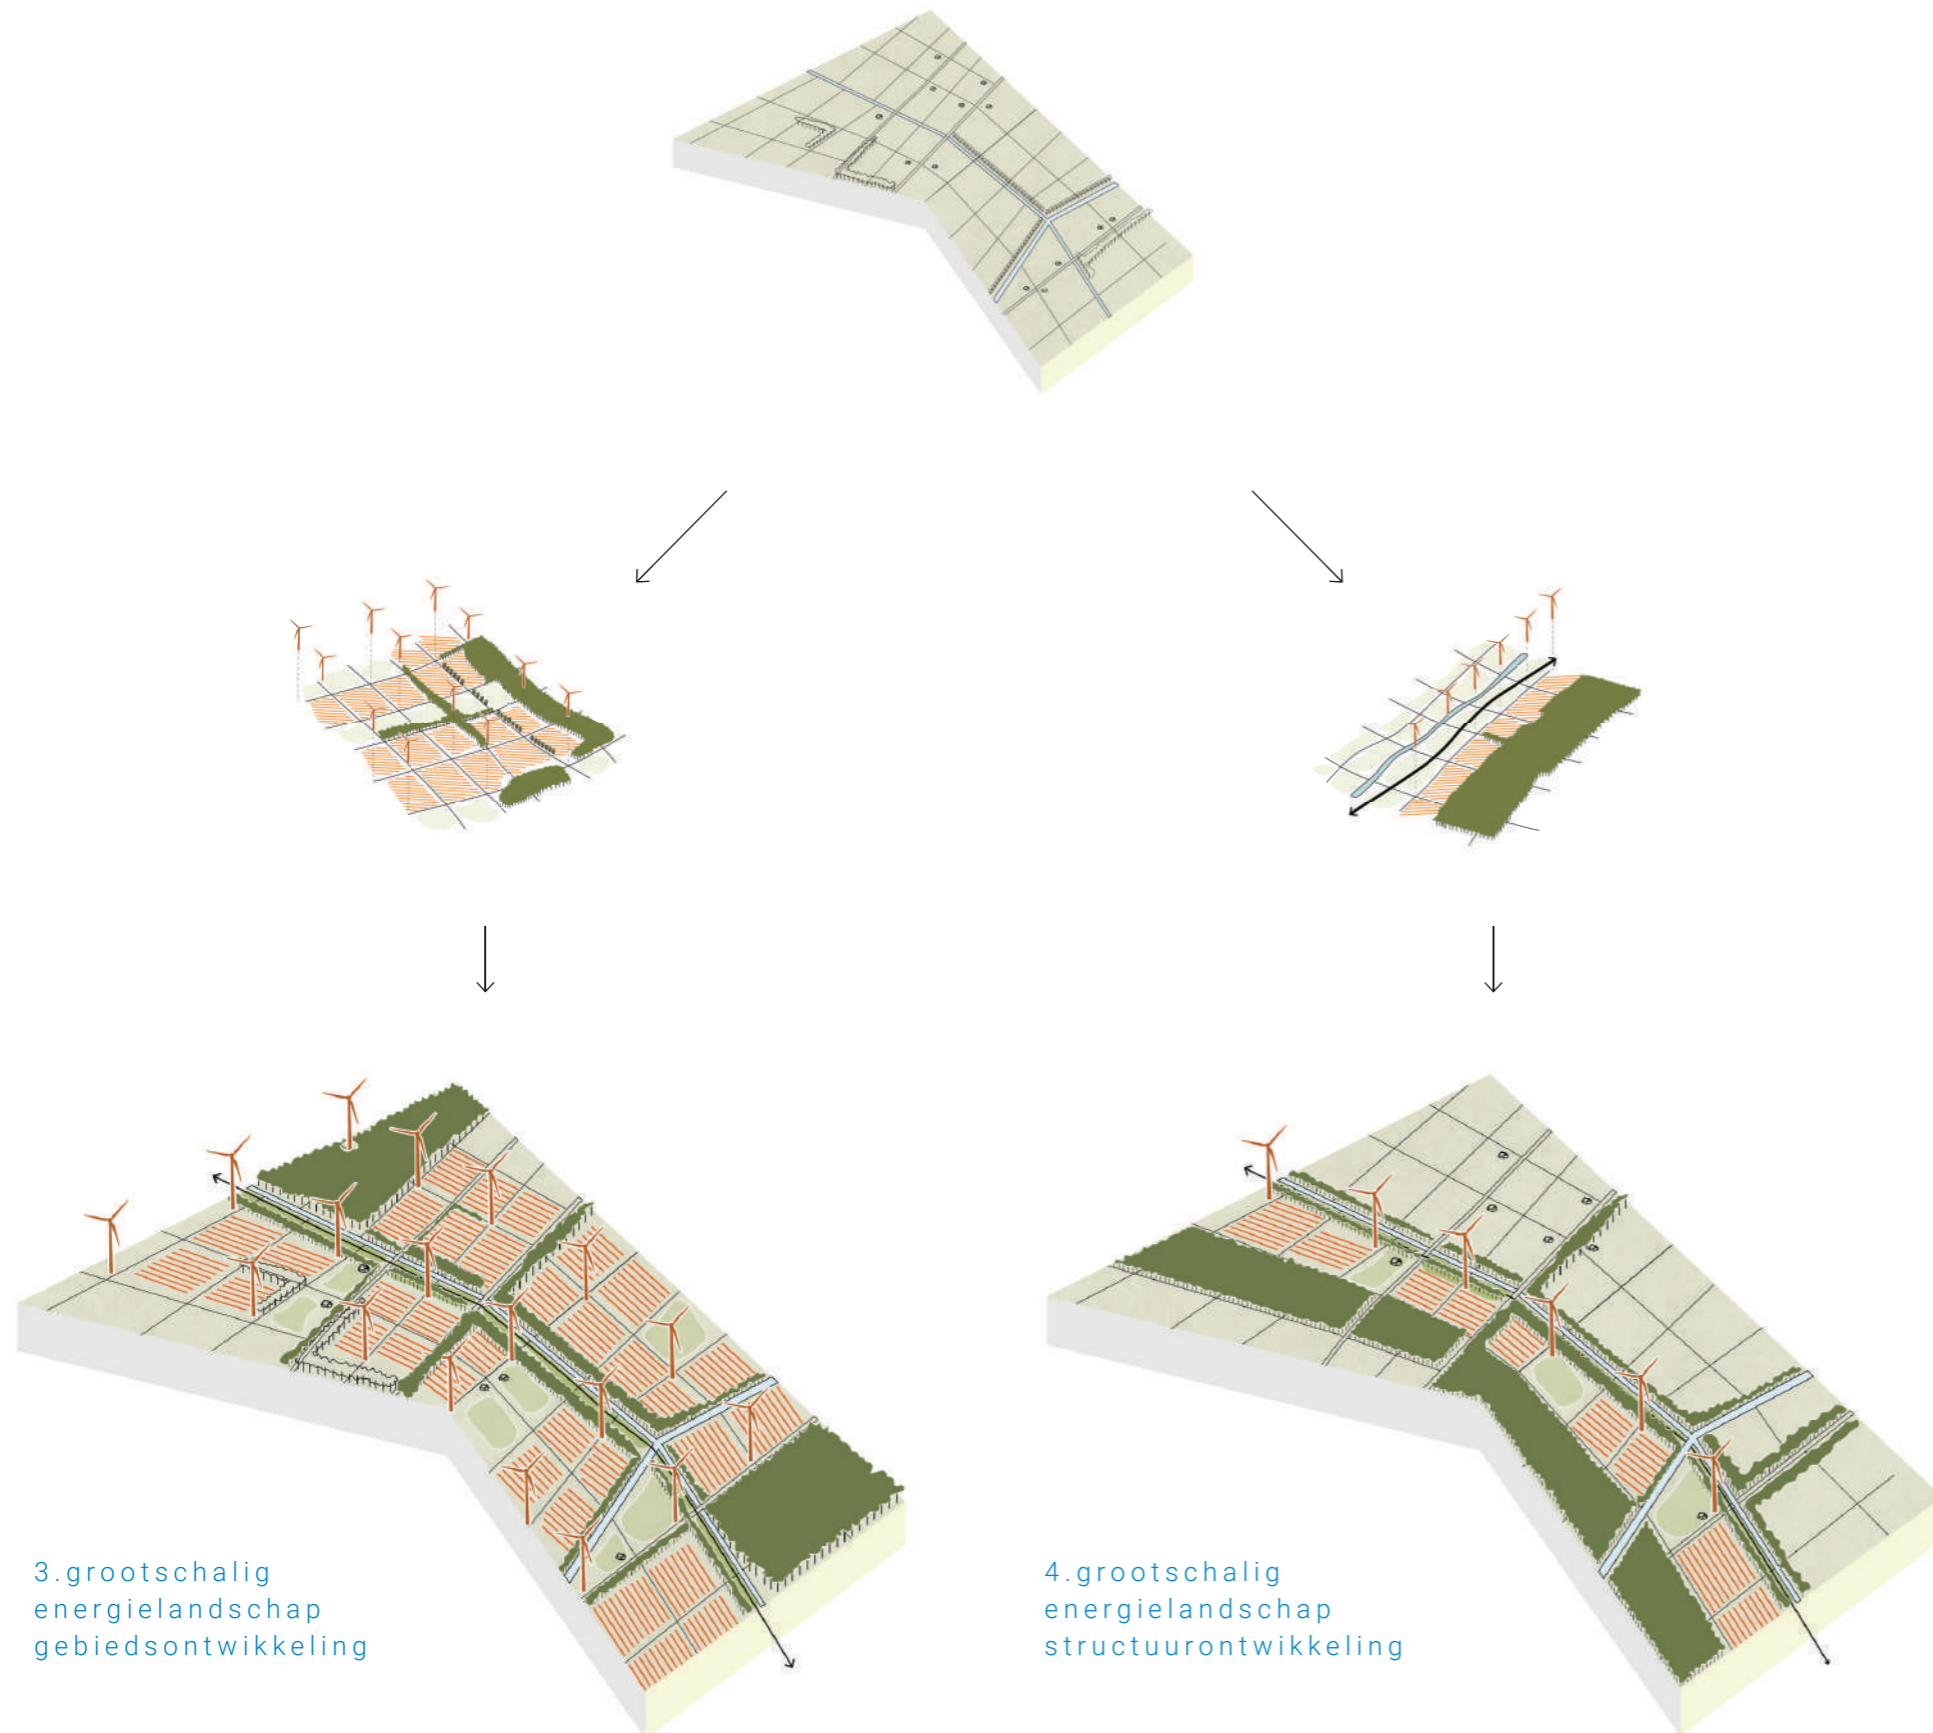 3.grootschalig
energielandschap
gebiedsontwikkeling
4.grootschalig
energielandschap
structuurontwikkeling